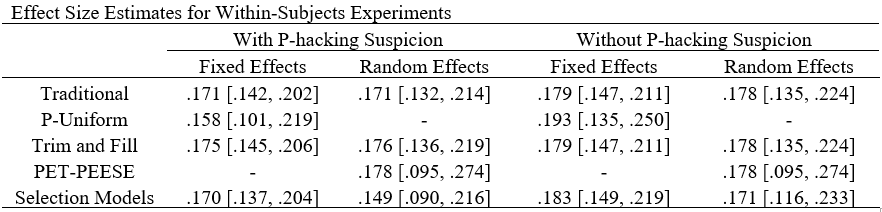 Effect Size Estimates for Within-Subjects Experiments
With P-hacking Suspicion Without P-hacking Suspicion
Fixed Effects Random Effects Fixed Effects Random Effects
Traditional .171 [.142, .202] .171 [.132, .214] .179 [.147, .211] .178 [.135, .224]
P-Uniform .158 [.101, .219] - .193 [.135, .250] -
Trim and Fill .175 [.145, .206] .176 [.136, .219] .179 [.147, .211] .178 [.135, .224]
PET-PEESE - .178 [.095, .274] - .178 [.095, .274]
Selection Models .170 [.137, .204] .149 [.090, .216] .183 [.149, .219] .171 [.116, .233]